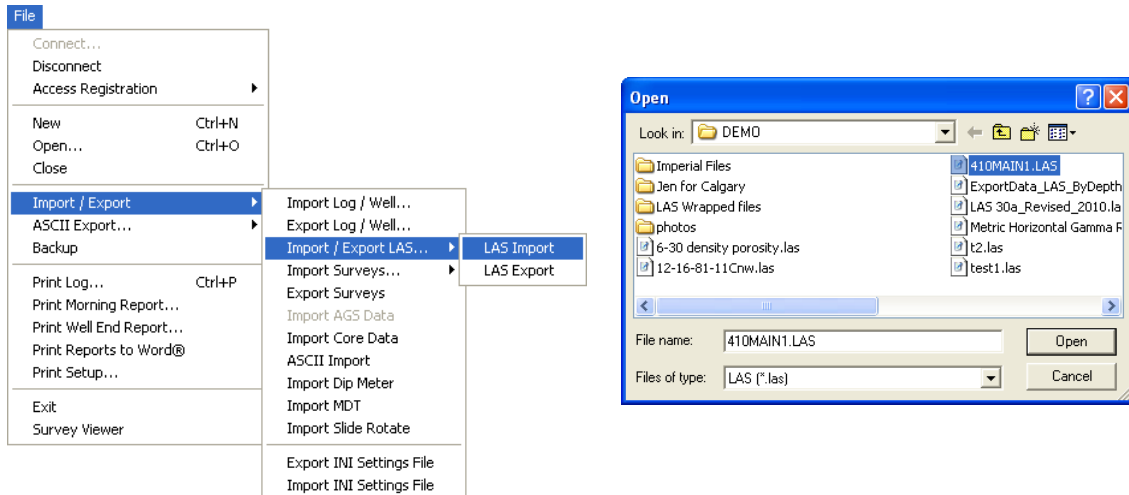 File
Connect...
Disconnect
Access Registration
New Ctrl+N
Open... Ctrl+O
Close
Import / Export
ASCII Export...
Backup
Print Log... Ctrl+P
Print Morning Report...
Print Well End Report...
Print Reports to Word®
Print Setup...
Exit
Survey Viewer
Import Log / Well...
Export Log / Well...
Import / Export LAS...
Import Surveys...
Export Surveys
Import AGS Data
Import Core Data
ASCII Import
Import Dip Meter
Import MDT
Import Slide Rotate
Export INI Settings File
Import INI Settings File
LAS Import
LAS Export
Open
Look in: DEMO
Imperial Files
Jen for Calgary
LAS Wrapped files
photos
6-30 density porosity.las
12-16-81-11Cnw.las
410MAIN1.LAS
ExportData_LAS_ByDepth
LAS 30a_Revised_2010.la
Metric Horizontal Gamma R
t2.las
test1.las
File name: 410MAIN1.LAS Open
Files of type: LAS (*.las) Cancel